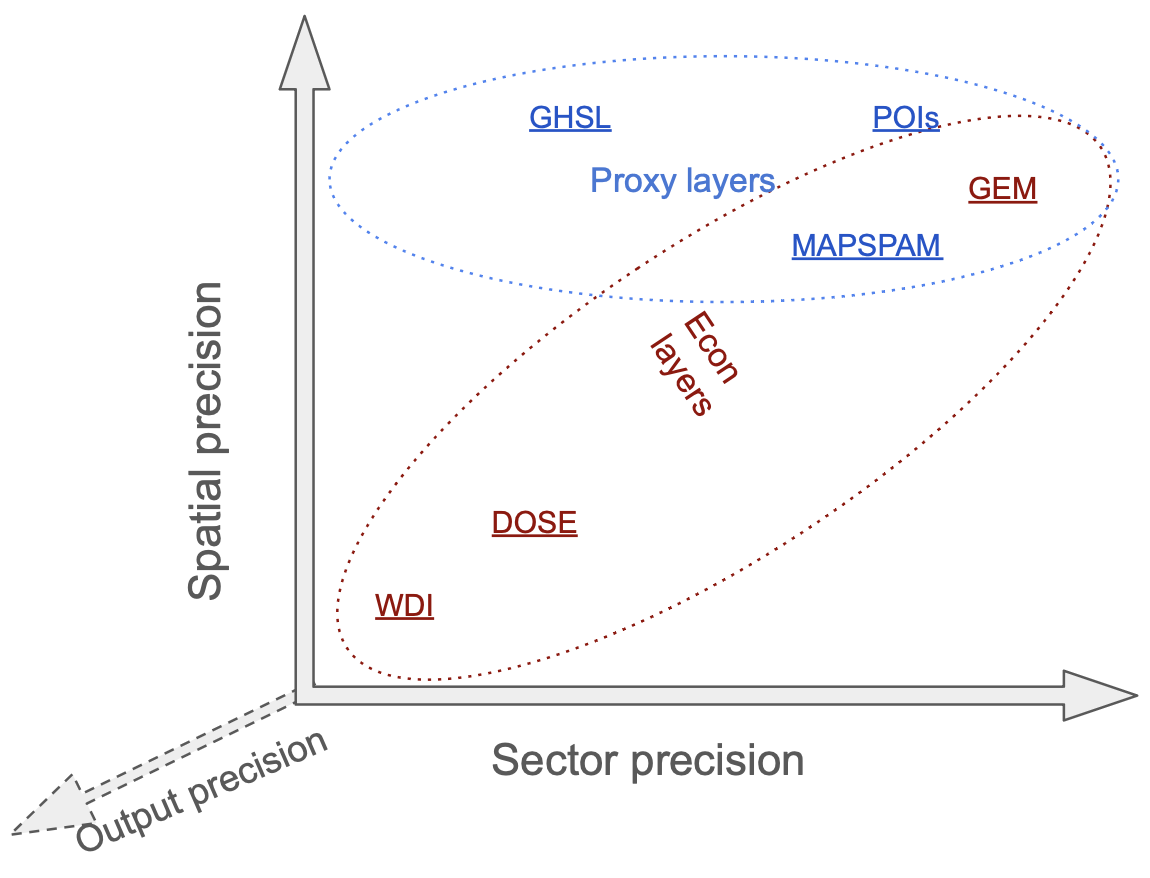 GHSL
POIs
Proxy layers
GEM
MAPSPAM
Econ
layers
Spatial precision
DOSE
WDI
Output precision
Sector precision